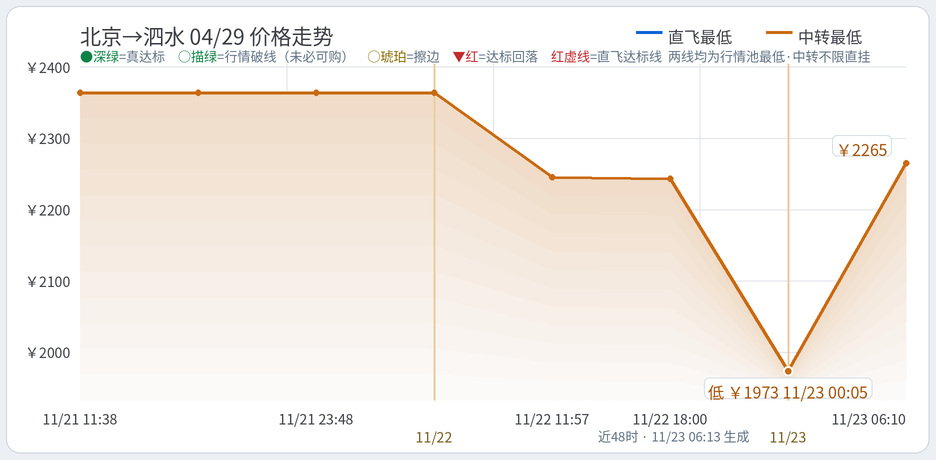 北京→泗水 04/29 价格走势
直飞最低 中转最低
●深绿=真达标 ○描绿=行情破线（未必可购） ○琥珀=擦边 ▼红=达标回落 红虚线=直飞达标线 两线均为行情池最低·中转不限直挂
￥2400
￥2300
￥2265
￥2200
￥2100
￥2000
低 ￥1973 11/23 00:05
11/21 11:38 11/21 23:48 11/22 11:57 11/22 18:00 11/23 06:10
11/22 近48时 · 11/23 06:13 生成 11/23